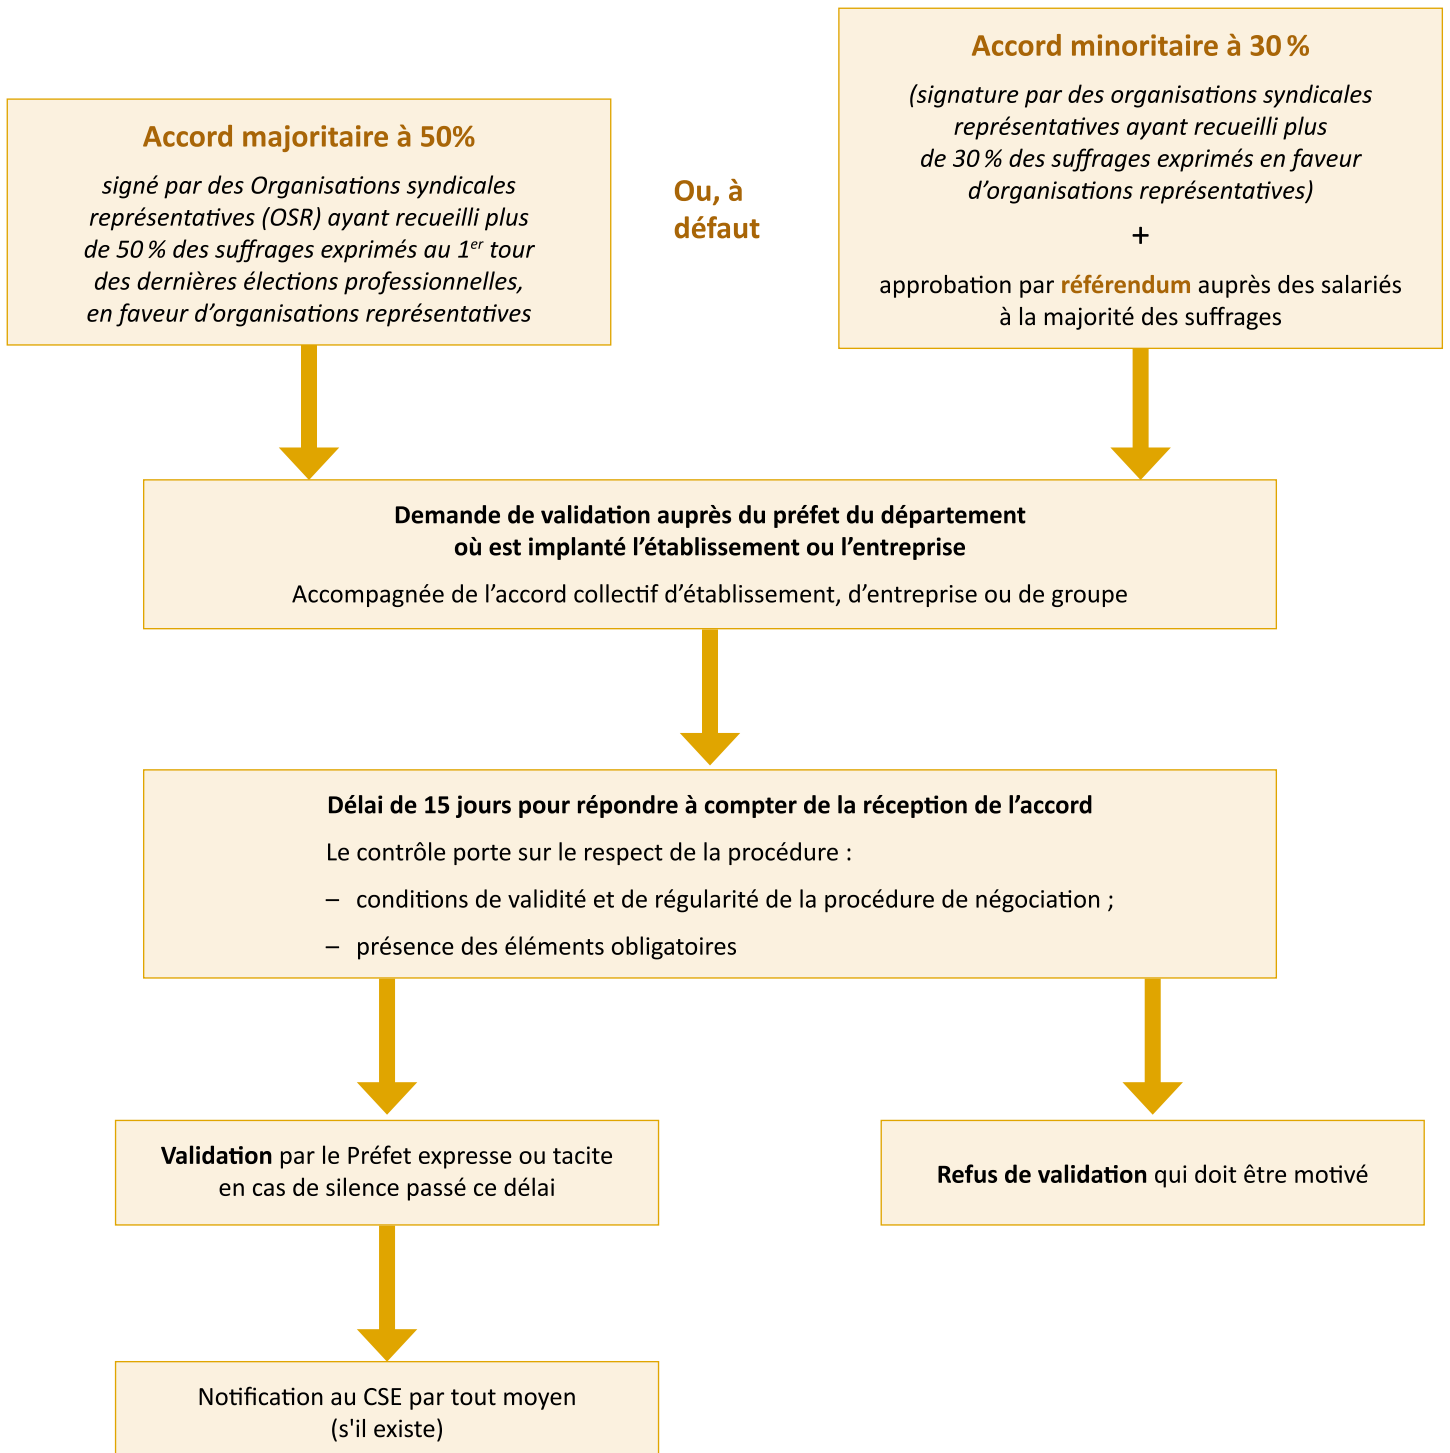 Accord majoritaire à 50%
signé par des Organisations syndicales
représentatives (OSR) ayant recueilli plus
de 50 % des suffrages exprimés au 1er tour
des dernières élections professionnelles,
en faveur d’organisations représentatives
Ou, à
défaut
Accord minoritaire à 30 %
(signature par des organisations syndicales
représentatives ayant recueilli plus
de 30 % des suffrages exprimés en faveur
d’organisations représentatives)
+
approbation par référendum auprès des salariés
à la majorité des suffrages
Demande de validation auprès du préfet du département
où est implanté l’établissement ou l’entreprise
Accompagnée de l’accord collectif d’établissement, d’entreprise ou de groupe
Délai de 15 jours pour répondre à compter de la réception de l’accord
Le contrôle porte sur le respect de la procédure :
– conditions de validité et de régularité de la procédure de négociation ;
– présence des éléments obligatoires
Validation par le Préfet expresse ou tacite
en cas de silence passé ce délai
Refus de validation qui doit être motivé
Notification au CSE par tout moyen
(s'il existe)